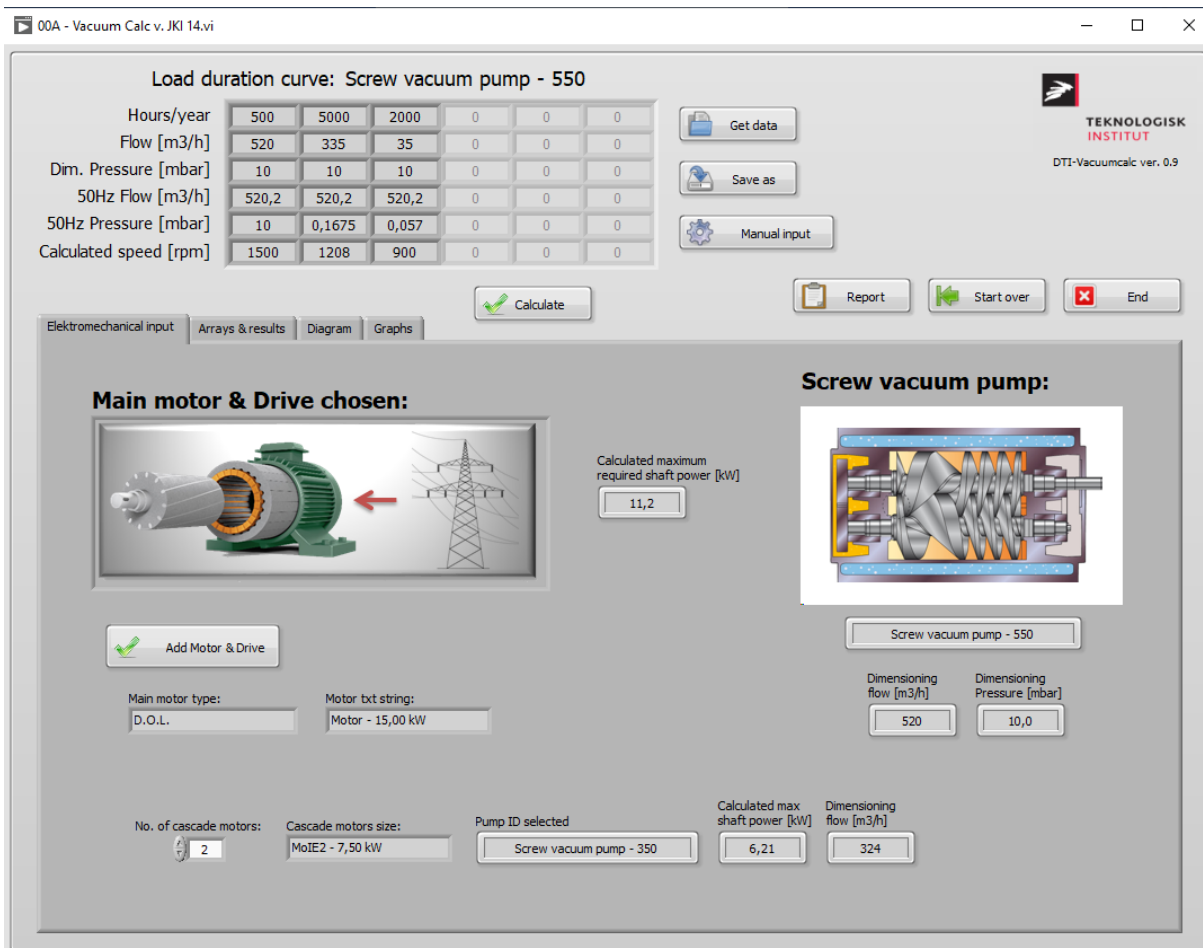 00A - Vacuum Calc v. JKI 14.vi
Load duration curve: Screw vacuum pump - 550
Hours/year 500 5000 2000 0 0 0
Flow [m3/h] 520 335 35 0 0 0
Dim. Pressure [mbar] 10 10 10 0 0 0
50Hz Flow [m3/h] 520,2 520,2 520,2 0 0 0
50Hz Pressure [mbar] 10 0,1675 0,057 0 0 0
Calculated speed [rpm] 1500 1208 900 0 0 0
Get data
Save as
Manual input
TEKNOLOGISK
INSTITUT
DTI-Vacuumcalc ver. 0.9
Calculate
Report
Start over
End
Elektromechanical input
Arrays & results
Diagram
Graphs
Main motor & Drive chosen:
Calculated maximum
required shaft power [kW]
11,2
Screw vacuum pump:
Screw vacuum pump - 550
Add Motor & Drive
Main motor type:
D.O.L.
Motor txt string:
Motor - 15,00 kW
Dimensioning
flow [m3/h]
520
Dimensioning
Pressure [mbar]
10,0
No. of cascade motors:
2
Cascade motors size:
MoIE2 - 7,50 kW
Pump ID selected
Screw vacuum pump - 350
Calculated max
shaft power [kW]
6,21
Dimensioning
flow [m3/h]
324